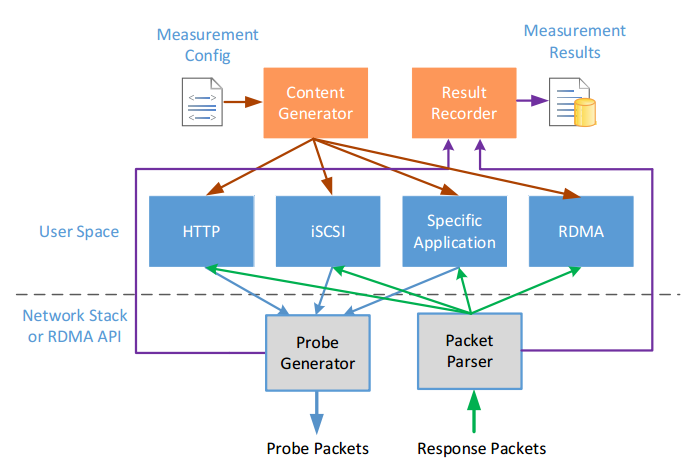 Measurement
Config
Measurement
Results
Content
Generator
Result
Recorder
User Space
HTTP
iSCSI
Specific
Application
RDMA
Network Stack
or RDMA API
Probe
Generator
Packet
Parser
Probe Packets
Response Packets